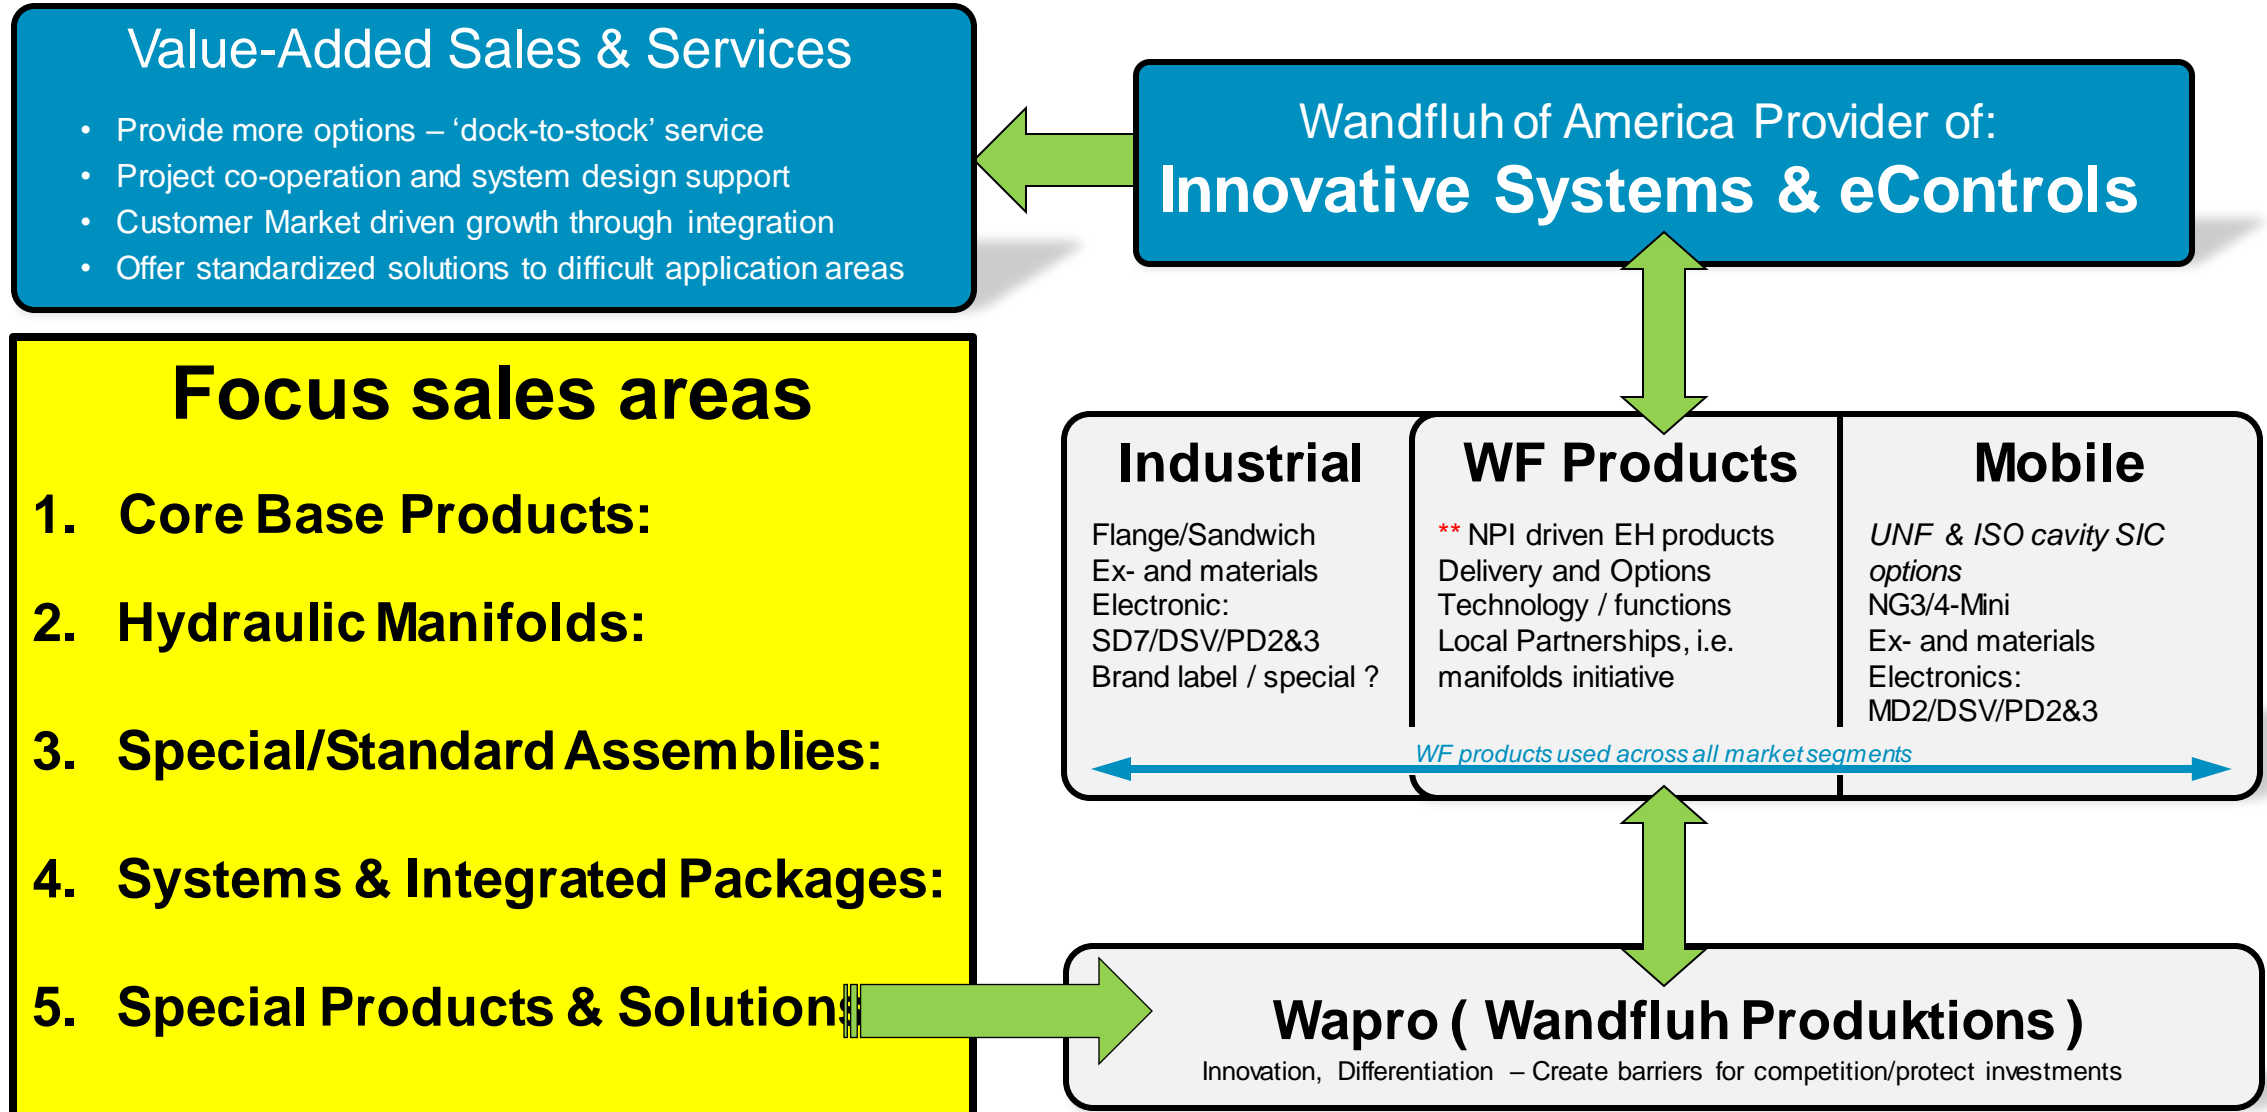 Value-Added Sales & Services
• Provide more options – ‘dock-to-stock’ service
• Project co-operation and system design support
• Customer Market driven growth through integration
• Offer standardized solutions to difficult application areas
Wandfluh of America Provider of:
Innovative Systems & eControls
Focus sales areas
1. Core Base Products:
2. Hydraulic Manifolds:
3. Special/Standard Assemblies:
4. Systems & Integrated Packages:
5. Special Products & Solutions
Industrial
Flange/Sandwich
Ex- and materials
Electronic:
SD7/DSV/PD2&3
Brand label / special ?
WF Products
** NPI driven EH products
Delivery and Options
Technology / functions
Local Partnerships, i.e.
manifolds initiative
Mobile
UNF & ISO cavity SIC
options
NG3/4-Mini
Ex- and materials
Electronics:
MD2/DSV/PD2&3
WF products used across all market segments
Wapro ( Wandfluh Produktions )
Innovation, Differentiation – Create barriers for competition/protect investments